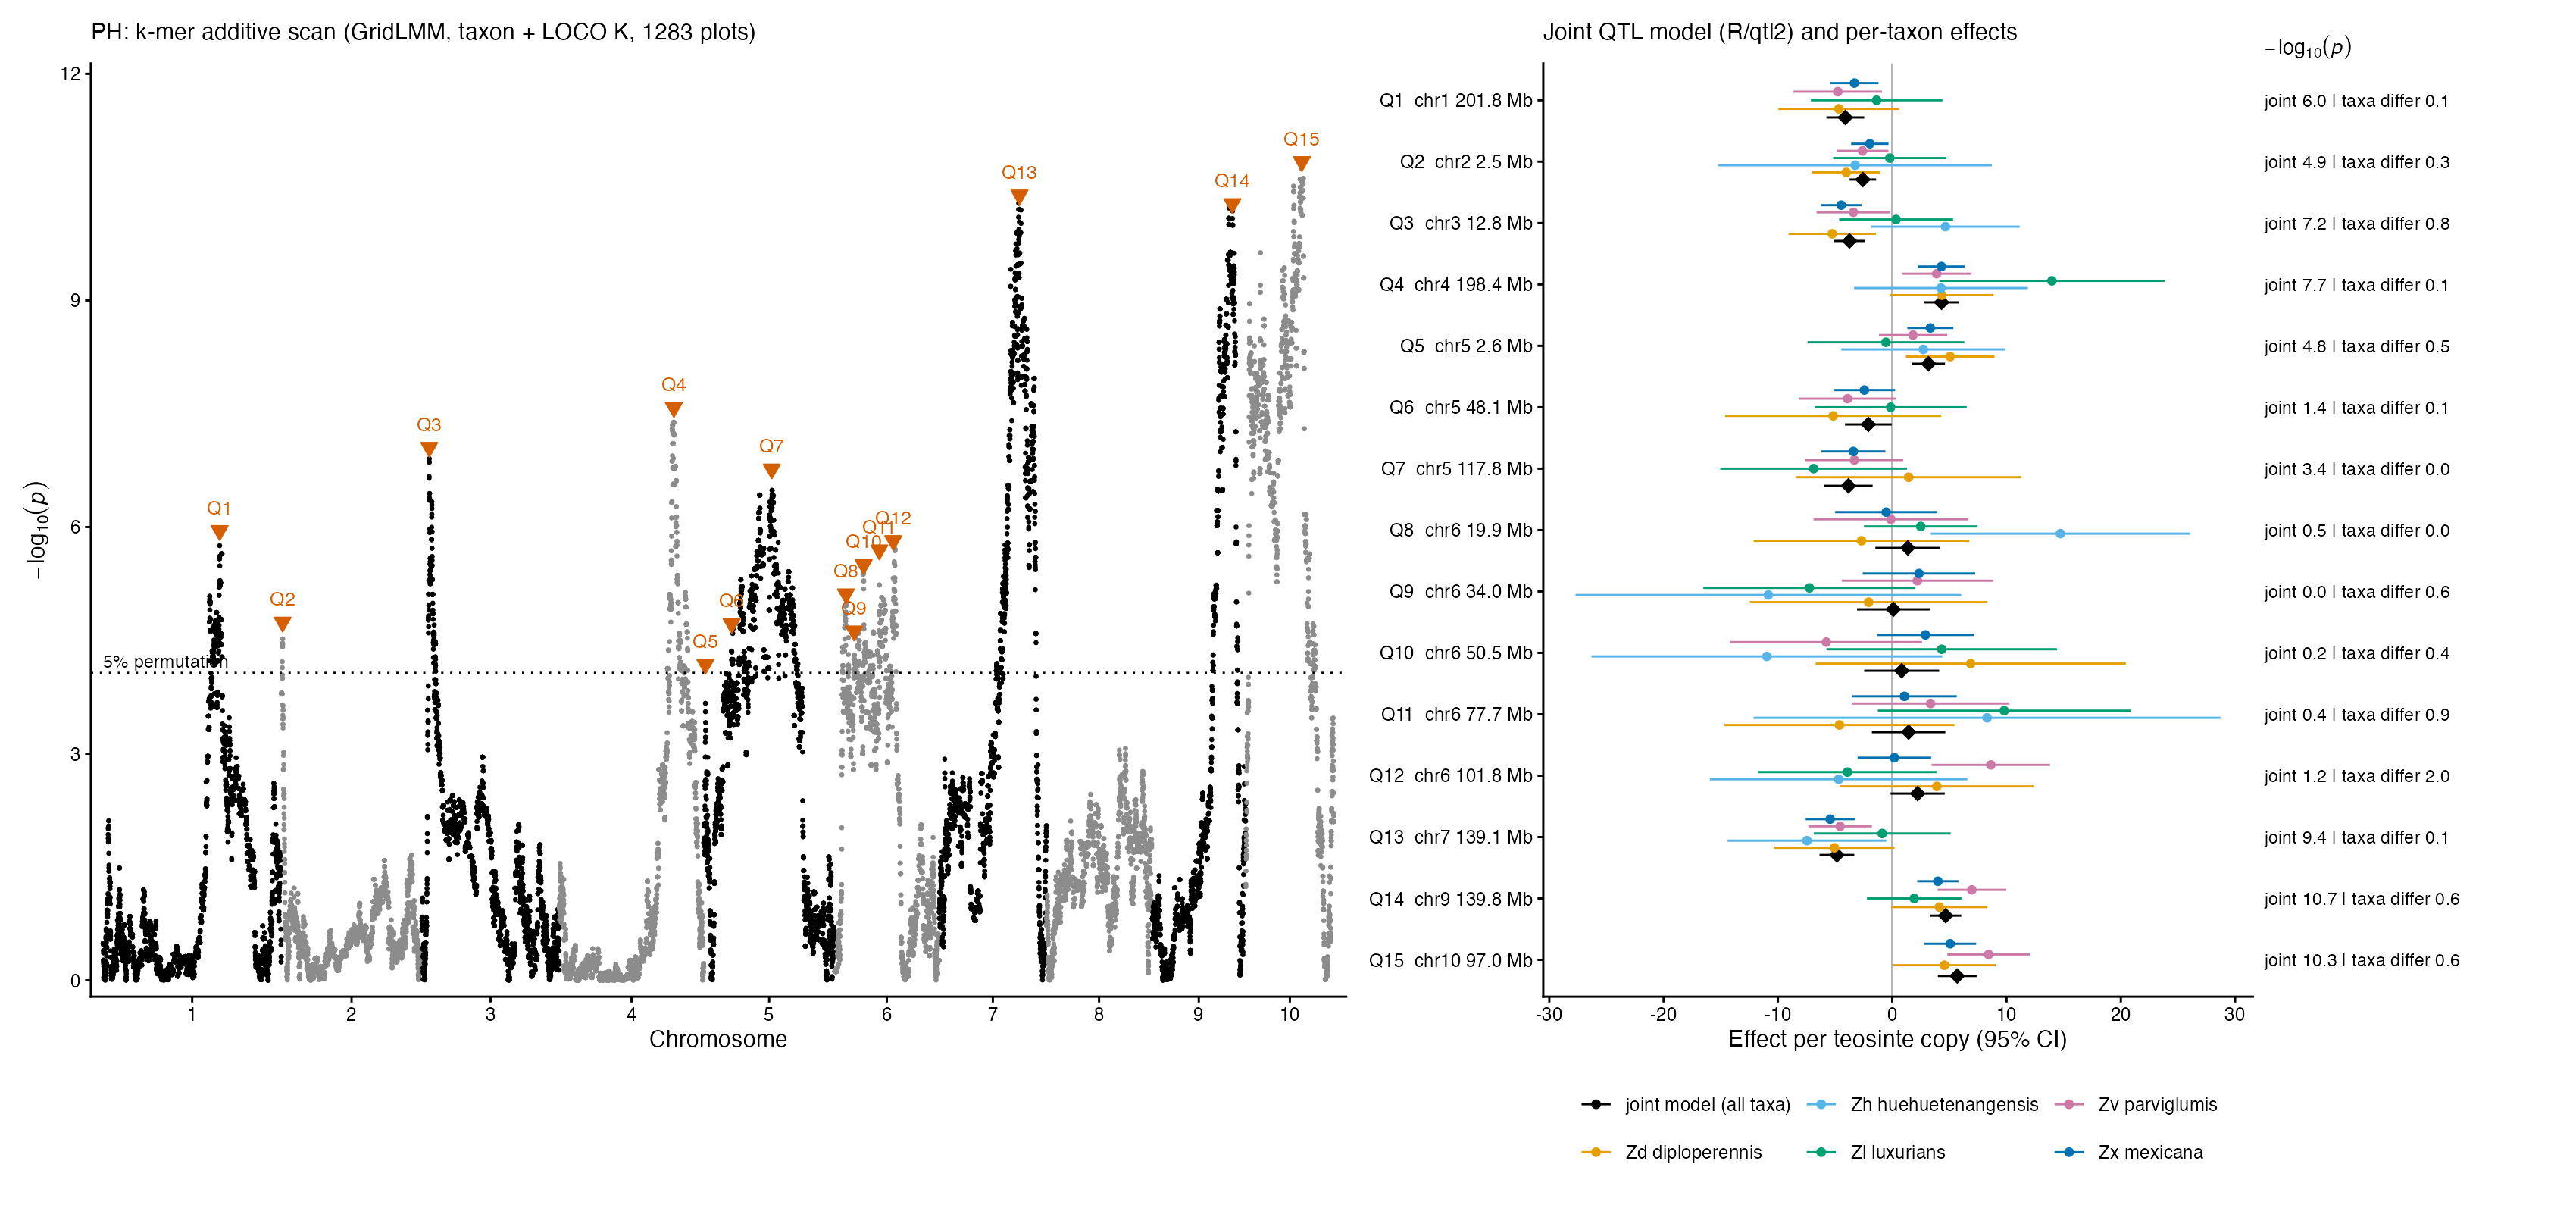 PH: k-mer additive scan (GridLMM, taxon + LOCO K, 1283 plots)
−log₁₀(p)
12
9
6
3
0
5% permutation
Q1
Q2
Q3
Q4
Q5
Q6
Q7
Q8
Q9
Q10
Q11
Q12
Q13
Q14
Q15
1 2 3 4 5 6 7 8 9 10
Chromosome
Joint QTL model (R/qtl2) and per-taxon effects
−log₁₀(p)
Q1 chr1 201.8 Mb joint 6.0 | taxa differ 0.1
Q2 chr2 2.5 Mb joint 4.9 | taxa differ 0.3
Q3 chr3 12.8 Mb joint 7.2 | taxa differ 0.8
Q4 chr4 198.4 Mb joint 7.7 | taxa differ 0.1
Q5 chr5 2.6 Mb joint 4.8 | taxa differ 0.5
Q6 chr5 48.1 Mb joint 1.4 | taxa differ 0.1
Q7 chr5 117.8 Mb joint 3.4 | taxa differ 0.0
Q8 chr6 19.9 Mb joint 0.5 | taxa differ 0.0
Q9 chr6 34.0 Mb joint 0.0 | taxa differ 0.6
Q10 chr6 50.5 Mb joint 0.2 | taxa differ 0.4
Q11 chr6 77.7 Mb joint 0.4 | taxa differ 0.9
Q12 chr6 101.8 Mb joint 1.2 | taxa differ 2.0
Q13 chr7 139.1 Mb joint 9.4 | taxa differ 0.1
Q14 chr9 139.8 Mb joint 10.7 | taxa differ 0.6
Q15 chr10 97.0 Mb joint 10.3 | taxa differ 0.6
-30 -20 -10 0 10 20 30
Effect per teosinte copy (95% CI)
joint model (all taxa) Zh huehuetenangensis Zv parviglumis
Zd diploperennis Zl luxurians Zx mexicana